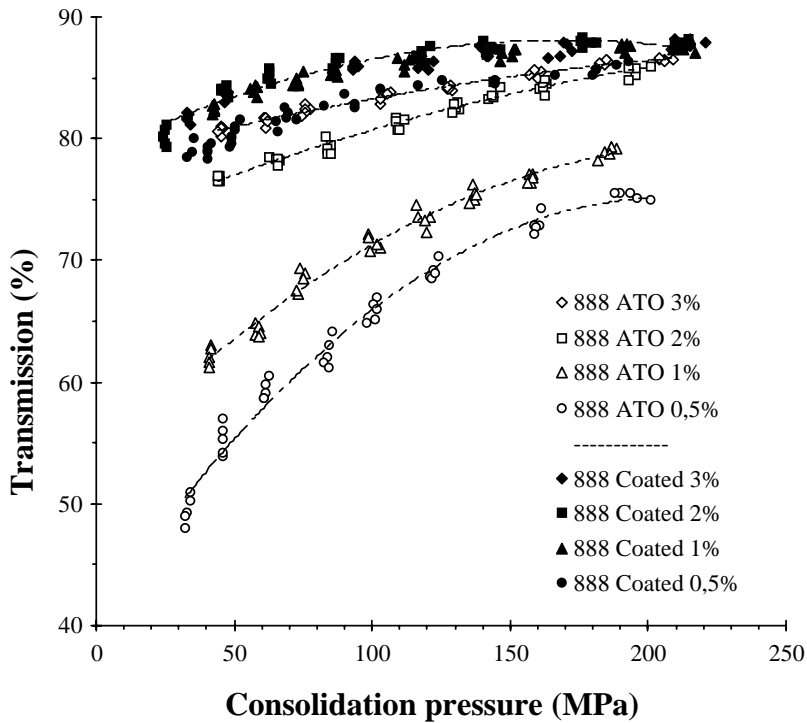 90
80
70
60
50
40
Transmission (%)
888 ATO 3%
888 ATO 2%
888 ATO 1%
888 ATO 0,5%
888 Coated 3%
888 Coated 2%
888 Coated 1%
888 Coated 0,5%
0 50 100 150 200 250
Consolidation pressure (MPa)